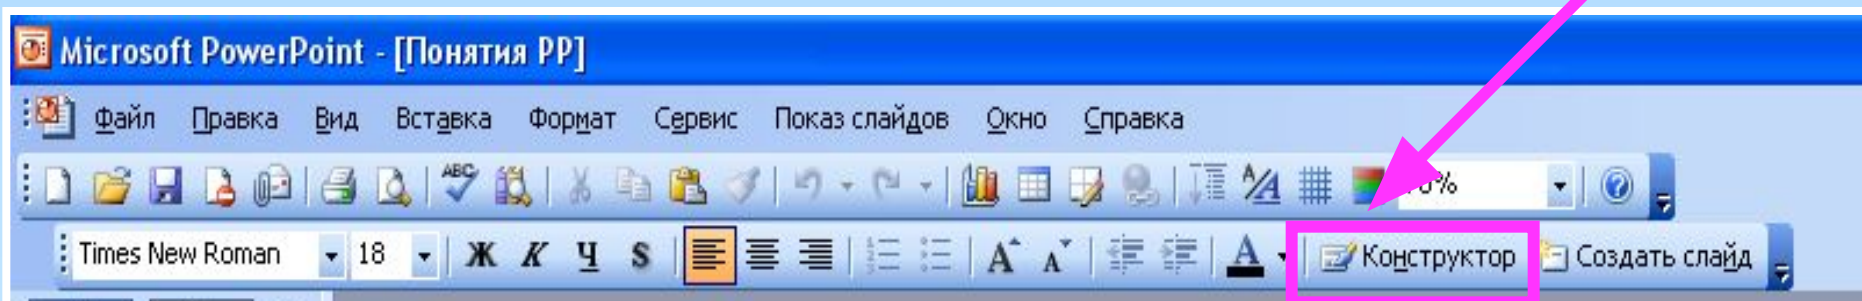 Microsoft PowerPoint - [Понятия PP]
Файл Правка Вид Вставка Формат Сервис Показ слайдов Окно Справка
ABC
Times New Roman 18 Ж К Ч S A A A Конструктор Создать слайд